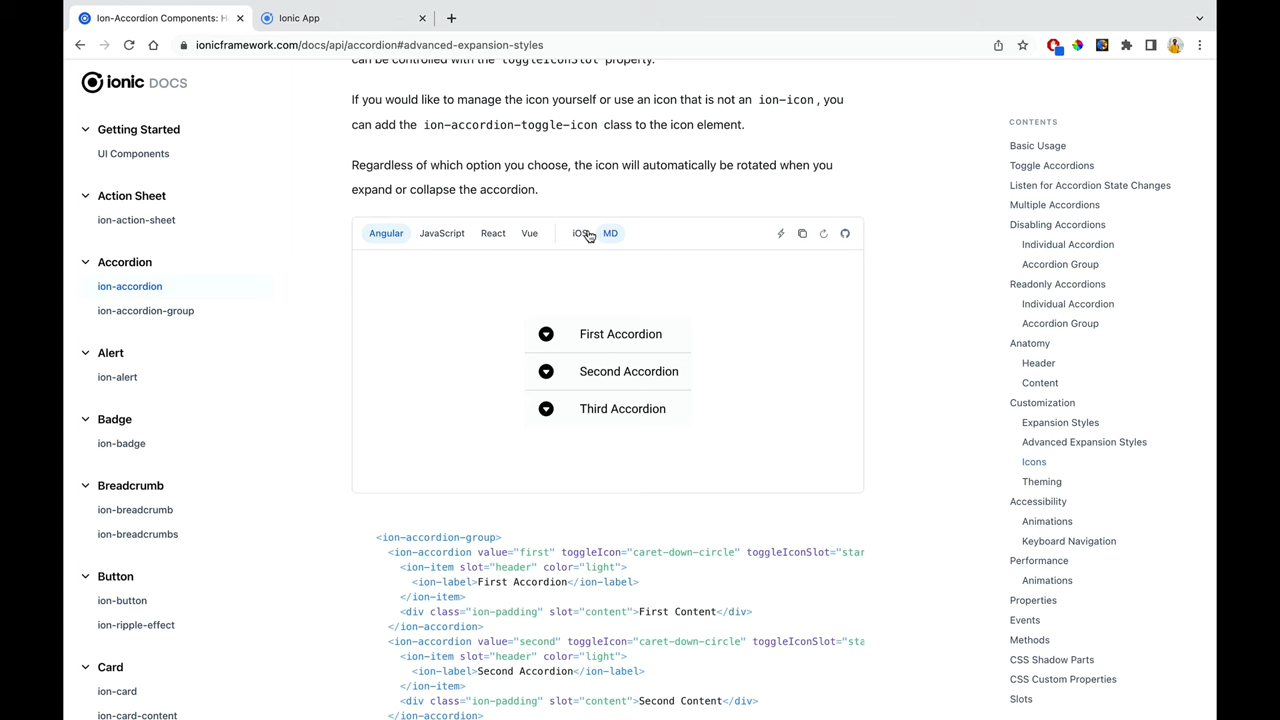 Ion-Accordion Components: H
Ionic App
ionicframework.com/docs/api/accordion#advanced-expansion-styles
ionic DOCS
Getting Started
UI Components
Action Sheet
ion-action-sheet
Accordion
ion-accordion
ion-accordion-group
Alert
ion-alert
Badge
ion-badge
Breadcrumb
ion-breadcrumb
ion-breadcrumbs
Button
ion-button
ion-ripple-effect
Card
ion-card
ion-card-content
can be controlled with the toggleIconSlot property.
If you would like to manage the icon yourself or use an icon that is not an ion-icon, you
can add the ion-accordion-toggle-icon class to the icon element.
Regardless of which option you choose, the icon will automatically be rotated when you
expand or collapse the accordion.
Angular JavaScript React Vue iOS MD
First Accordion
Second Accordion
Third Accordion
<ion-accordion-group>
<ion-accordion value="first" toggleIcon="caret-down-circle" toggleIconSlot="star
<ion-item slot="header" color="light">
<ion-label>First Accordion</ion-label>
</ion-item>
<div class="ion-padding" slot="content">First Content</div>
</ion-accordion>
<ion-accordion value="second" toggleIcon="caret-down-circle" toggleIconSlot="sta
<ion-item slot="header" color="light">
<ion-label>Second Accordion</ion-label>
</ion-item>
<div class="ion-padding" slot="content">Second Content</div>
</ion-accordion>
CONTENTS
Basic Usage
Toggle Accordions
Listen for Accordion State Changes
Multiple Accordions
Disabling Accordions
Individual Accordion
Accordion Group
Readonly Accordions
Individual Accordion
Accordion Group
Anatomy
Header
Content
Customization
Expansion Styles
Advanced Expansion Styles
Icons
Theming
Accessibility
Animations
Keyboard Navigation
Performance
Animations
Properties
Events
Methods
CSS Shadow Parts
CSS Custom Properties
Slots